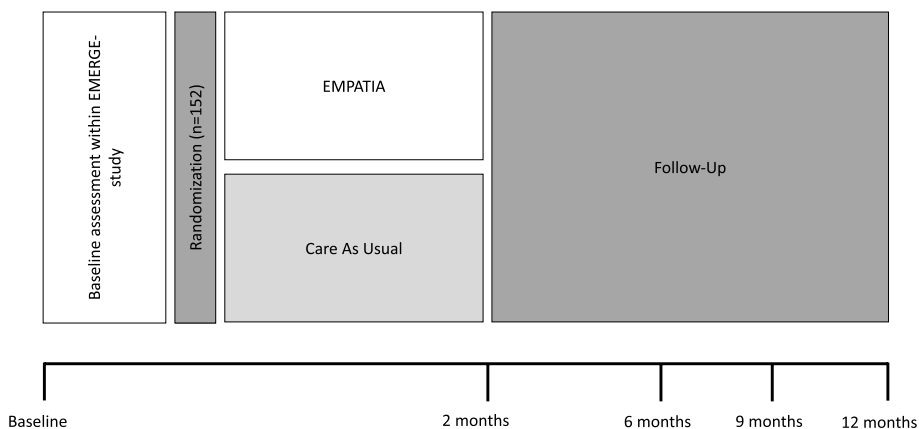 Baseline assessment within EMERGE-
study
Randomization (n=152)
EMPATIA
Care As Usual
Follow-Up
Baseline
2 months
6 months
9 months
12 months